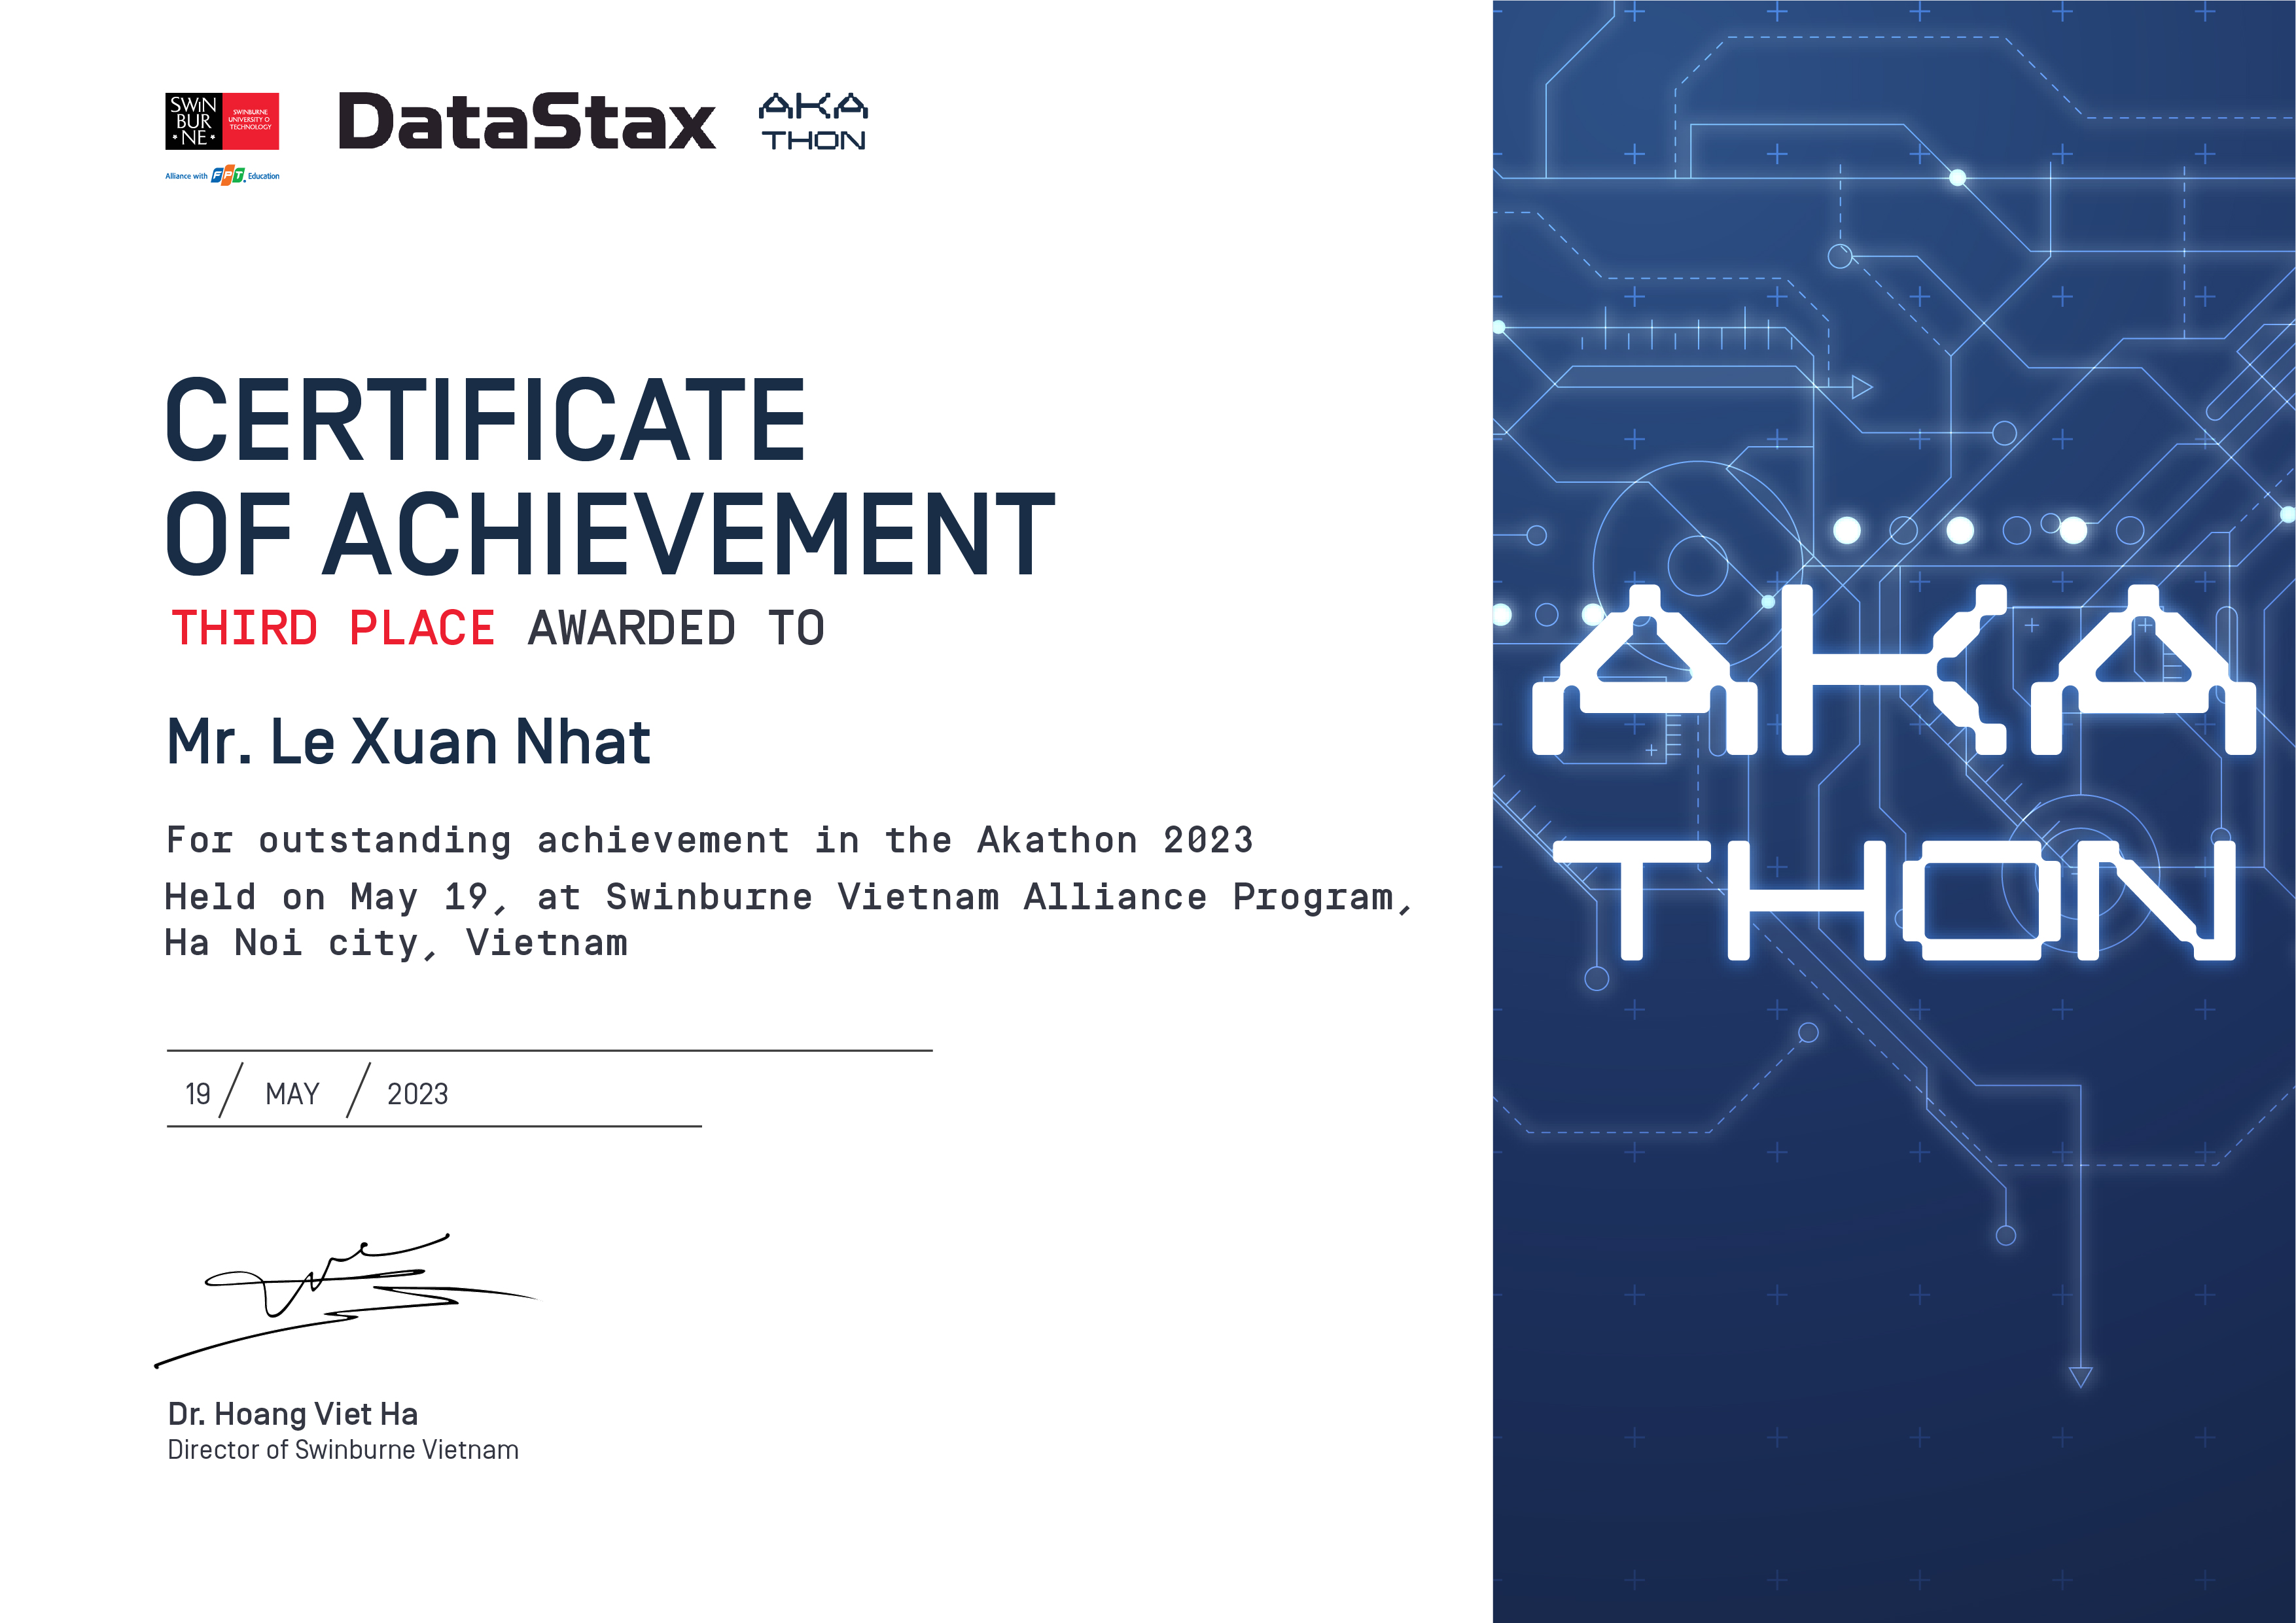 SWIN
BUR
NE
SWINBURNE
UNIVERSITY O
TECHNOLOGY
Alliance with FPT Education
DataStax
AKA
THON
CERTIFICATE
OF ACHIEVEMENT
THIRD PLACE AWARDED TO
Mr. Le Xuan Nhat
For outstanding achievement in the Akathon 2023
Held on May 19, at Swinburne Vietnam Alliance Program,
Ha Noi city, Vietnam
19 / MAY / 2023
Dr. Hoang Viet Ha
Director of Swinburne Vietnam
AKA
THON